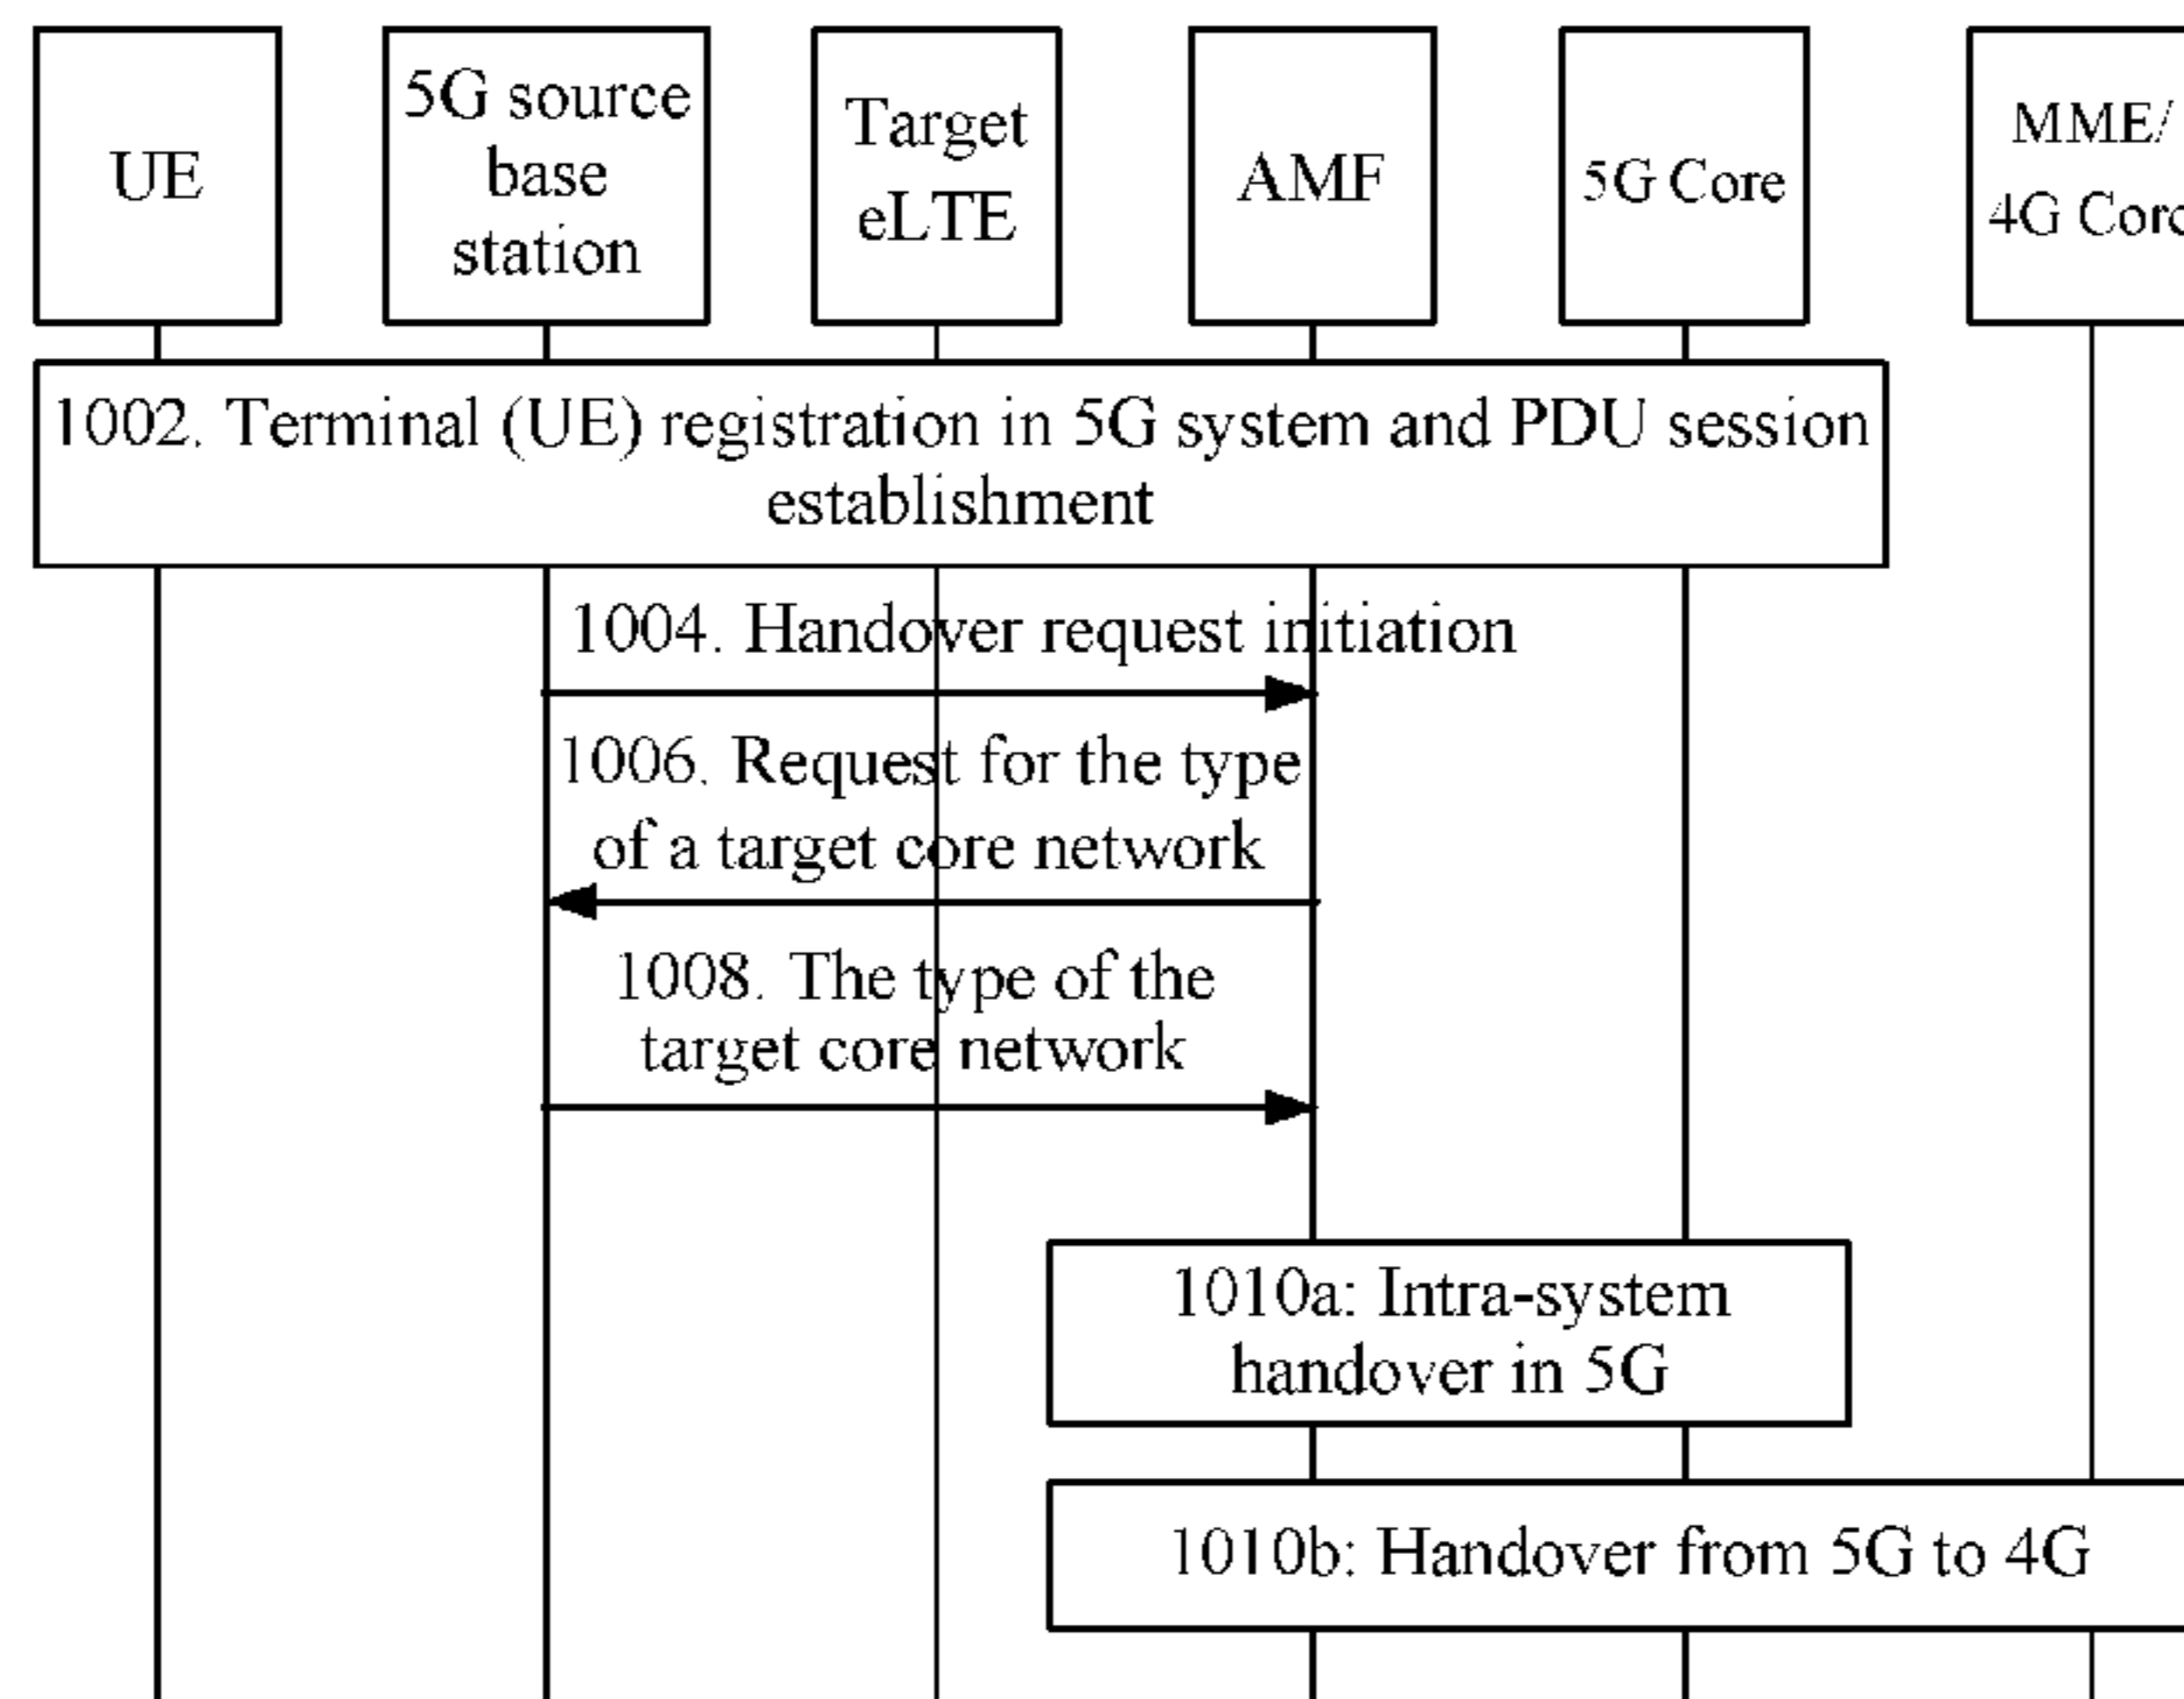 UE
5G source
base
station
Target
eLTE
AMF
5G Core
MME/
4G
1002. Terminal (UE) registration in 5G system and PDU session
establishment
1004. Handover request initiation
1006. Request for the type
of a target core network
1008. The type of the
target core network
1010a: Intra-system
handover in 5G
1010b: Handover from 5G to 4G